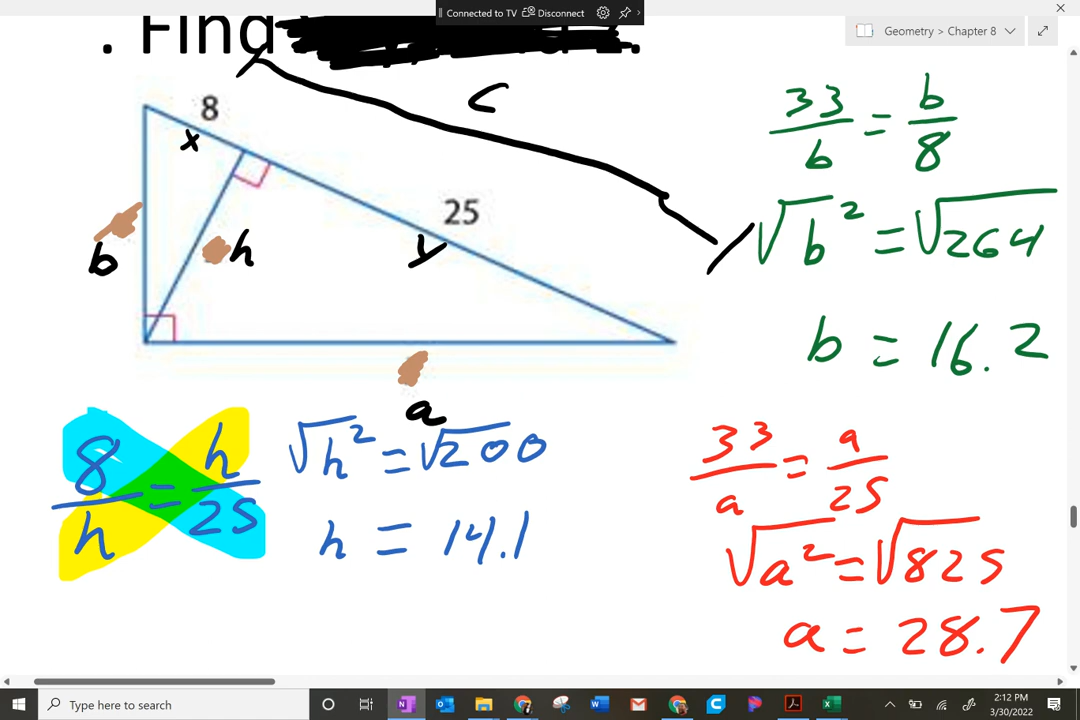 Connected to TV Disconnect
. Find
Geometry > Chapter 8
8
x
c
25
y
b
h
a
33/b = b/8
√b² = √264
b = 16.2
8/h = h/25
√h² = √200
h = 14.1
33/a = a/25
√a² = √825
a = 28.7
Type here to search
2:12 PM
3/30/2022